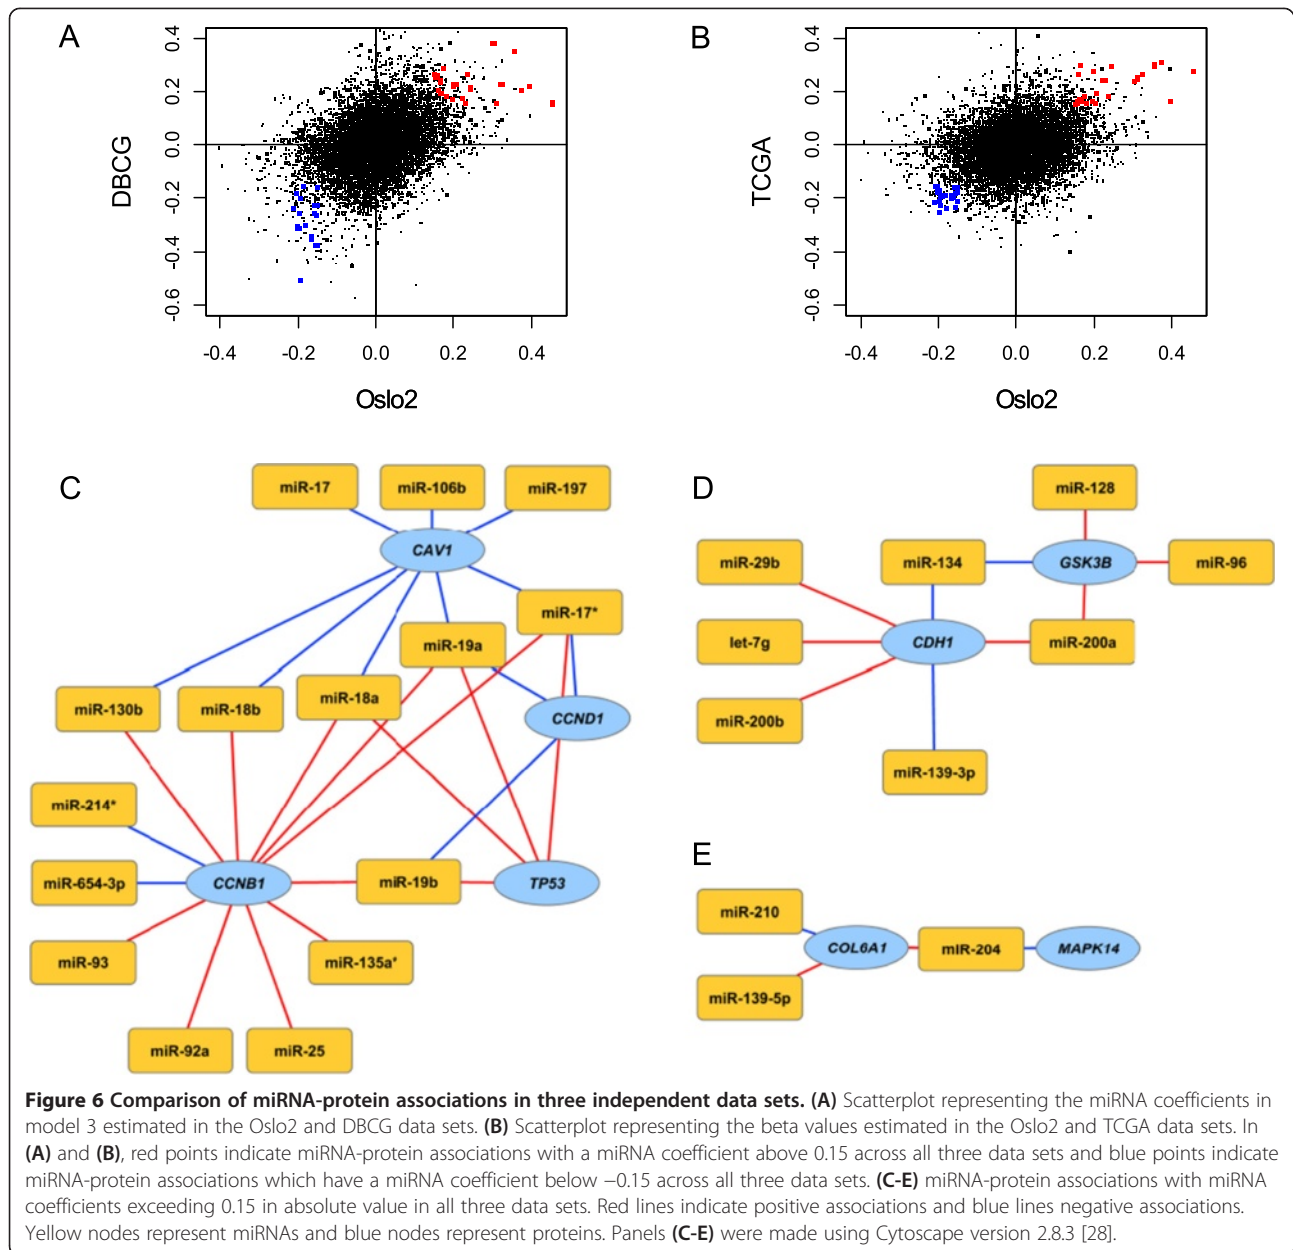 A
B
0.4
0.2
0.0
-0.2
-0.4
-0.6
DBCG
-0.4 -0.2 0.0 0.2 0.4
Oslo2
0.4
0.2
0.0
-0.2
-0.4
-0.6
TCGA
-0.4 -0.2 0.0 0.2 0.4
Oslo2
C
miR-17 miR-106b miR-197
CAV1
miR-17*
miR-19a
miR-18a
miR-130b miR-18b
CCND1
miR-214*
miR-654-3p CCNB1 miR-19b TP53
miR-93 miR-135a*
miR-92a miR-25
D
miR-128
miR-29b miR-134 GSK3B miR-96
let-7g CDH1 miR-200a
miR-200b
miR-139-3p
E
miR-210
COL6A1 mIR-204 MAPK14
miR-139-5p
Figure 6 Comparison of miRNA-protein associations in three independent data sets. (A) Scatterplot representing the miRNA coefficients in
model 3 estimated in the Oslo2 and DBCG data sets. (B) Scatterplot representing the beta values estimated in the Oslo2 and TCGA data sets. In
(A) and (B), red points indicate miRNA-protein associations with a miRNA coefficient above 0.15 across all three data sets and blue points indicate
miRNA-protein associations which have a miRNA coefficient below −0.15 across all three data sets. (C-E) miRNA-protein associations with miRNA
coefficients exceeding 0.15 in absolute value in all three data sets. Red lines indicate positive associations and blue lines negative associations.
Yellow nodes represent miRNAs and blue nodes represent proteins. Panels (C-E) were made using Cytoscape version 2.8.3 [28].